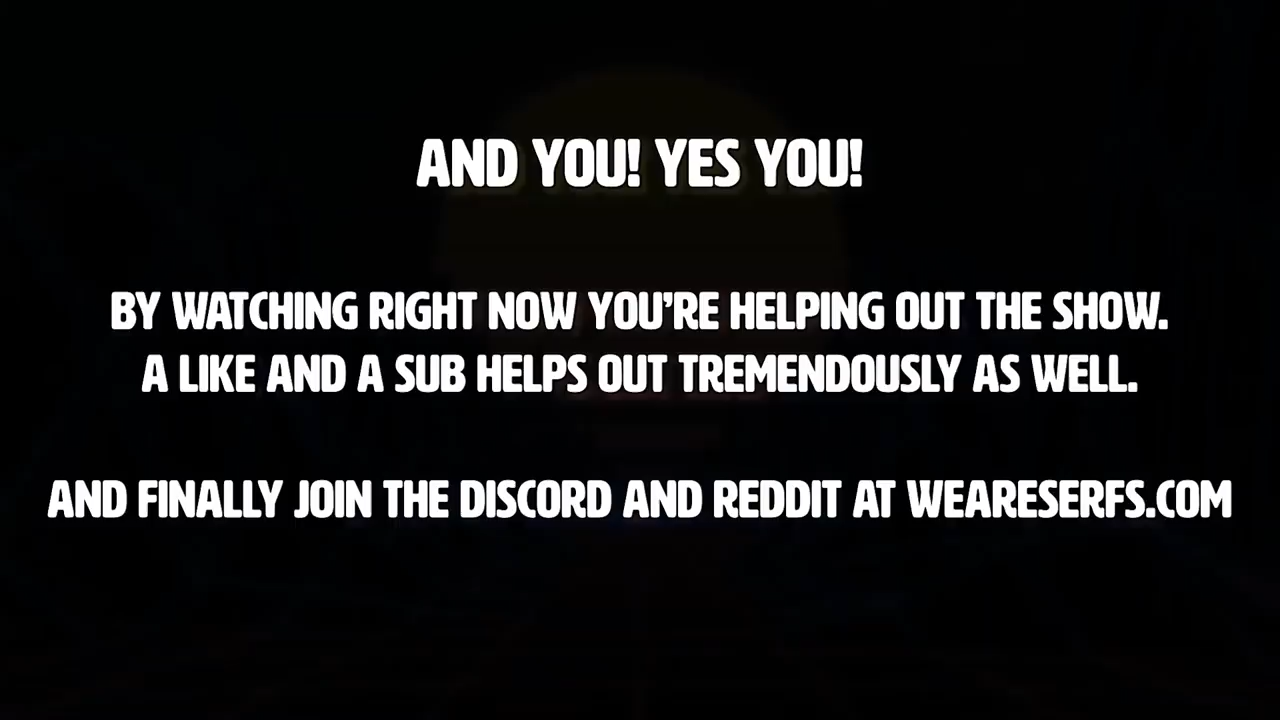 AND YOU! YES YOU!
BY WATCHING RIGHT NOW YOU’RE HELPING OUT THE SHOW.
A LIKE AND A SUB HELPS OUT TREMENDOUSLY AS WELL.
AND FINALLY JOIN THE DISCORD AND REDDIT AT WEARESERFS.COM